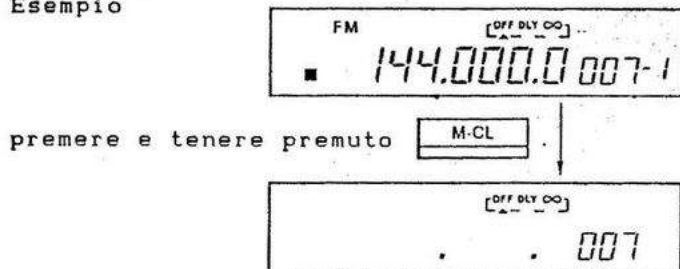 Esempio
FM
OFF DLY ∞
144.000.0 007-1
premere e tenere premuto M·CL
OFF DLY ∞
. . 007